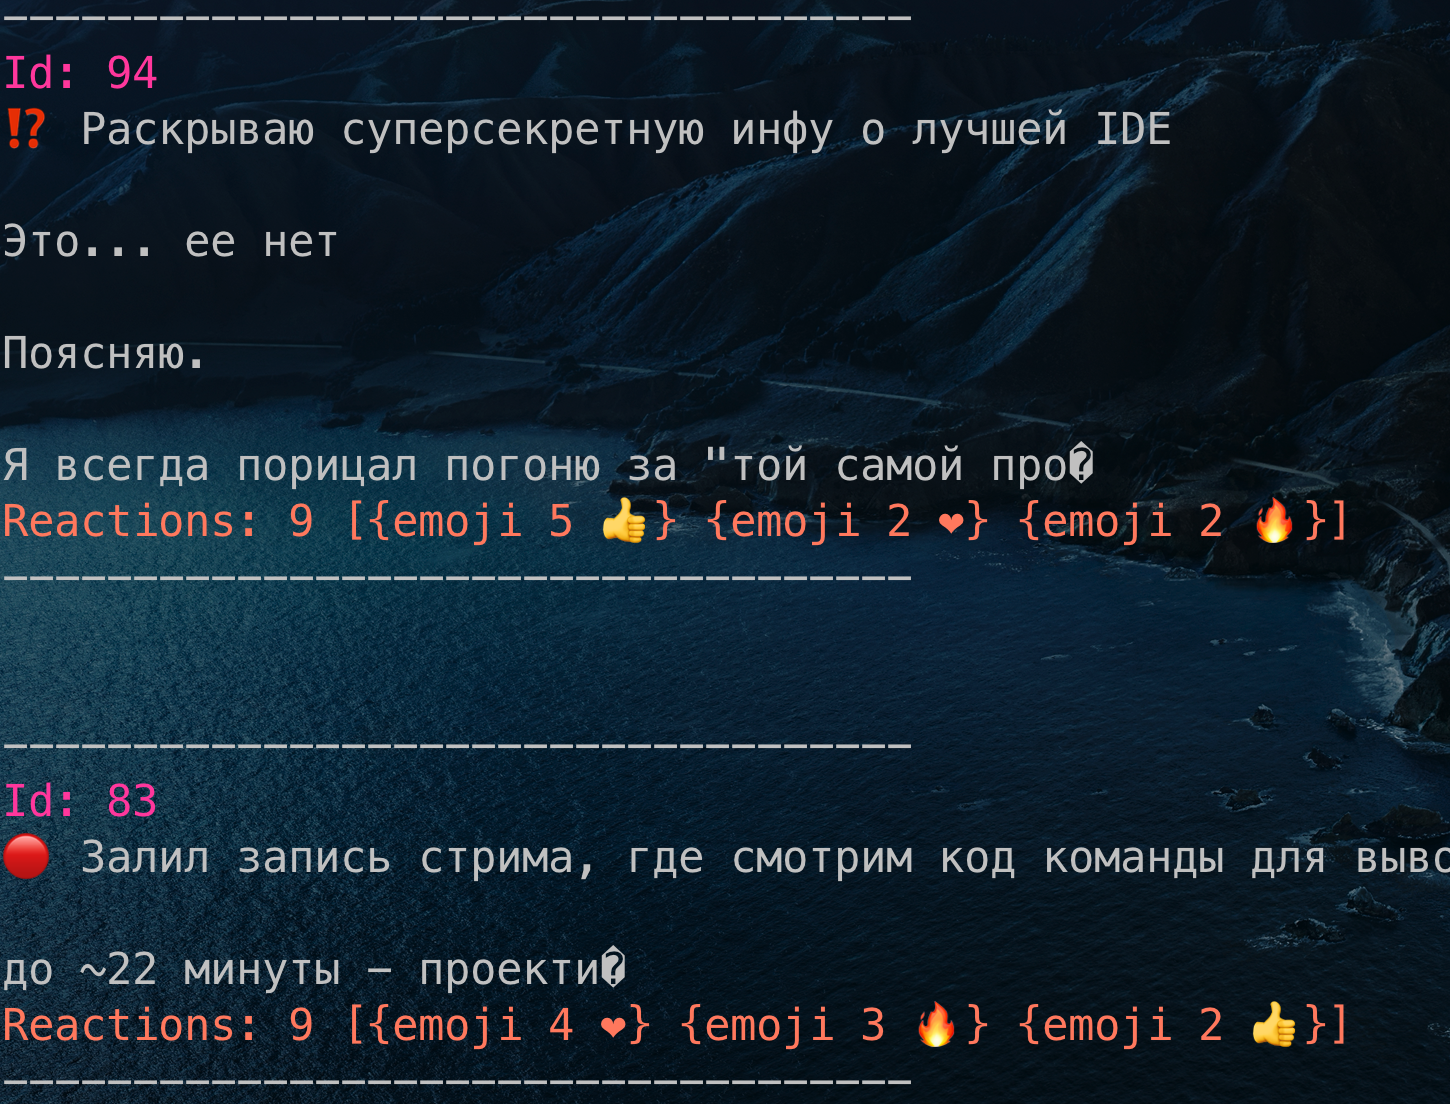 -----------------------------------
Id: 94
⁉️ Раскрываю суперсекретную инфу о лучшей IDE
Это... ее нет
Поясняю.
Я всегда порицал погоню за "той самой про�
Reactions: 9 [{emoji 5 👍} {emoji 2 ❤} {emoji 2 🔥}]
-----------------------------------
-----------------------------------
Id: 83
🔴 Залил запись стрима, где смотрим код команды для выво
до ~22 минуты – проекти�
Reactions: 9 [{emoji 4 ❤} {emoji 3 🔥} {emoji 2 👍}]
-----------------------------------